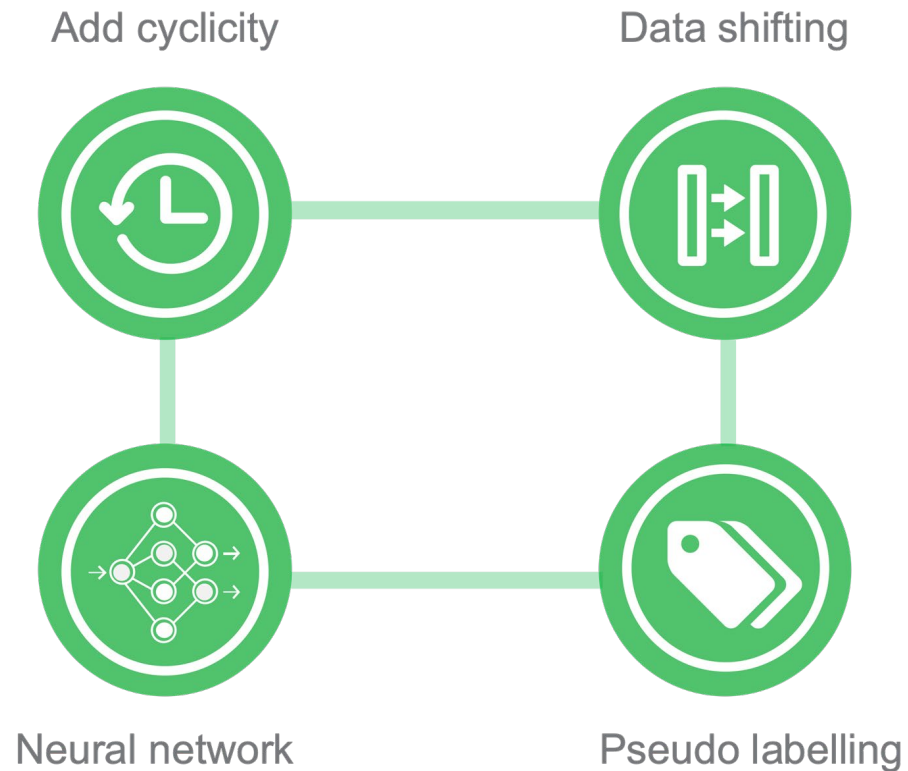 Add cyclicity
Data shifting
Neural network
Pseudo labelling